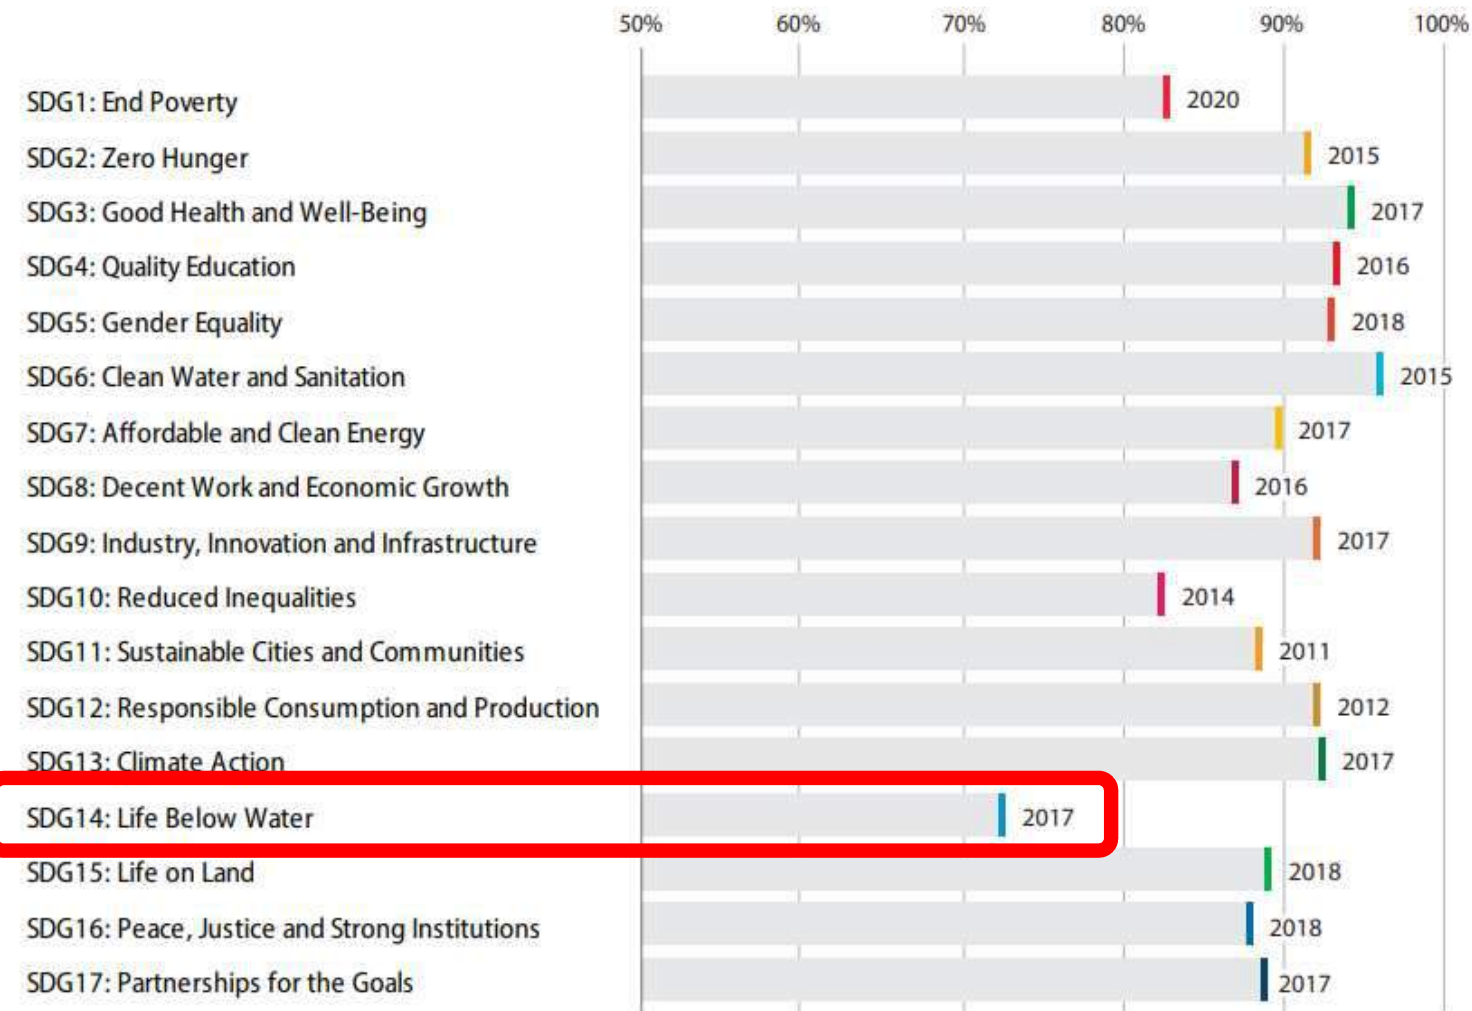 50% 60% 70% 80% 90% 100%
SDG1: End Poverty 2020
SDG2: Zero Hunger 2015
SDG3: Good Health and Well-Being 2017
SDG4: Quality Education 2016
SDG5: Gender Equality 2018
SDG6: Clean Water and Sanitation 2015
SDG7: Affordable and Clean Energy 2017
SDG8: Decent Work and Economic Growth 2016
SDG9: Industry, Innovation and Infrastructure 2017
SDG10: Reduced Inequalities 2014
SDG11: Sustainable Cities and Communities 2011
SDG12: Responsible Consumption and Production 2012
SDG13: Climate Action 2017
SDG14: Life Below Water 2017
SDG15: Life on Land 2018
SDG16: Peace, Justice and Strong Institutions 2018
SDG17: Partnerships for the Goals 2017